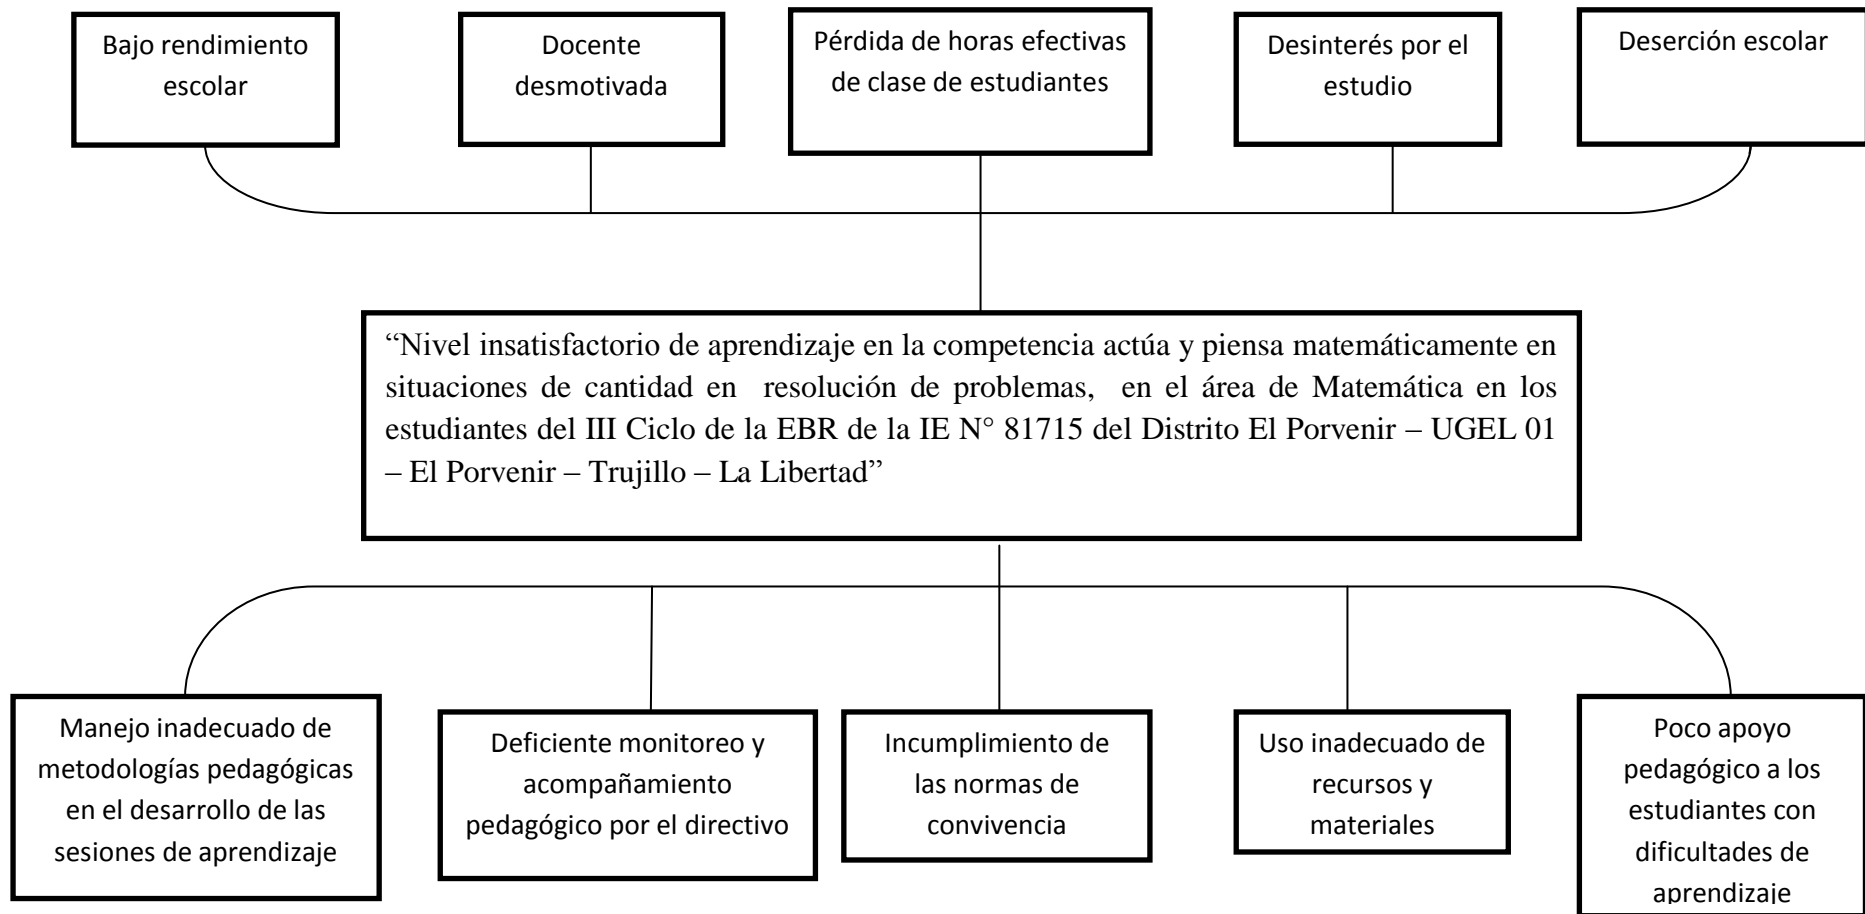 Bajo rendimiento
escolar
Docente
desmotivada
Pérdida de horas efectivas
de clase de estudiantes
Desinterés por el
estudio
Deserción escolar
“Nivel insatisfactorio de aprendizaje en la competencia actúa y piensa matemáticamente en
situaciones de cantidad en resolución de problemas, en el área de Matemática en los
estudiantes del III Ciclo de la EBR de la IE N° 81715 del Distrito El Porvenir – UGEL 01
– El Porvenir – Trujillo – La Libertad”
Manejo inadecuado de
metodologías pedagógicas
en el desarrollo de las
sesiones de aprendizaje
Deficiente monitoreo y
acompañamiento
pedagógico por el directivo
Incumplimiento de
las normas de
convivencia
Uso inadecuado de
recursos y
materiales
Poco apoyo
pedagógico a los
estudiantes con
dificultades de
aprendizaje